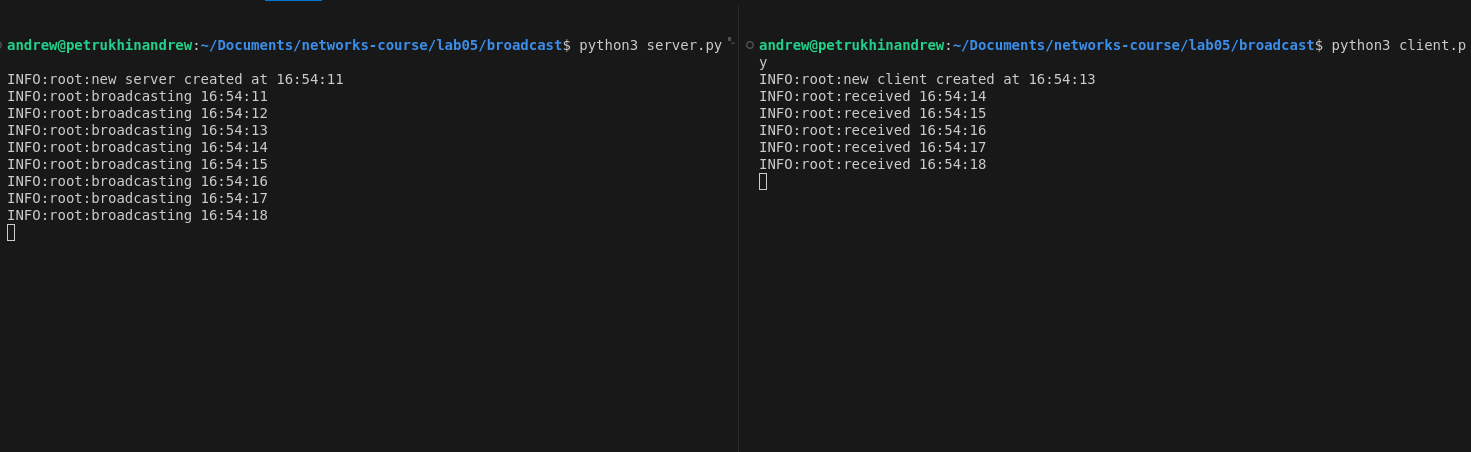 andrew@petrukhinandrew:~/Documents/networks-course/lab05/broadcast$ python3 server.py
INFO:root:new server created at 16:54:11
INFO:root:broadcasting 16:54:11
INFO:root:broadcasting 16:54:12
INFO:root:broadcasting 16:54:13
INFO:root:broadcasting 16:54:14
INFO:root:broadcasting 16:54:15
INFO:root:broadcasting 16:54:16
INFO:root:broadcasting 16:54:17
INFO:root:broadcasting 16:54:18
andrew@petrukhinandrew:~/Documents/networks-course/lab05/broadcast$ python3 client.p
y
INFO:root:new client created at 16:54:13
INFO:root:received 16:54:14
INFO:root:received 16:54:15
INFO:root:received 16:54:16
INFO:root:received 16:54:17
INFO:root:received 16:54:18